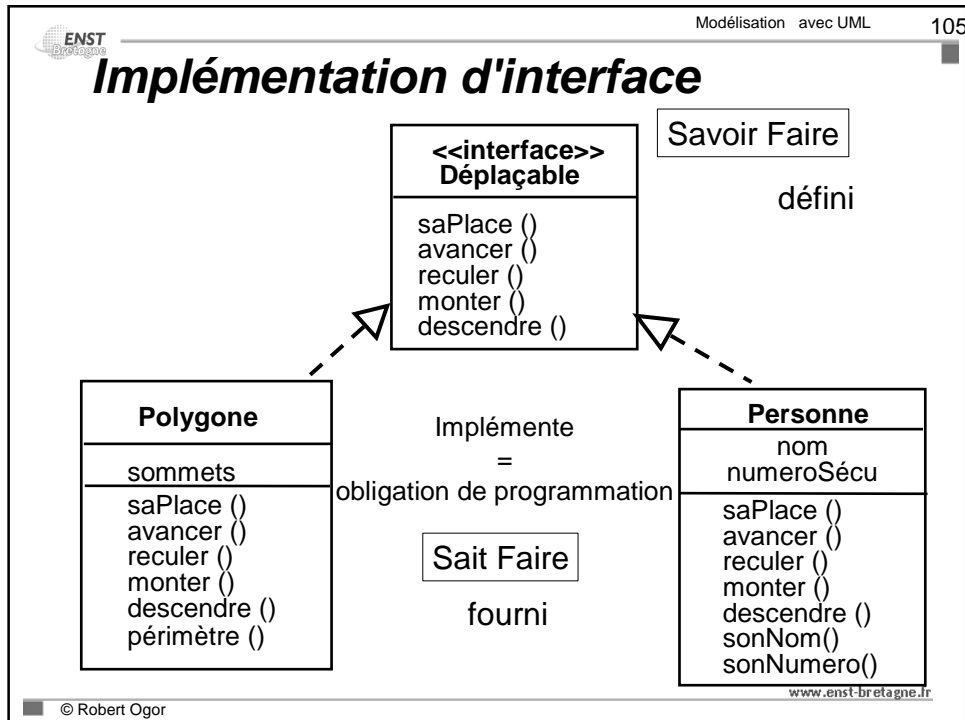 Modélisation avec UML
105
ENST
Bretagne
Implémentation d'interface
<<interface>>
Déplaçable
saPlace ()
avancer ()
reculer ()
monter ()
descendre ()
Savoir Faire
défini
Polygone
sommets
saPlace ()
avancer ()
reculer ()
monter ()
descendre ()
périmètre ()
Implémente
=
obligation de programmation
Sait Faire
fourni
Personne
nom
numeroSécu
saPlace ()
avancer ()
reculer ()
monter ()
descendre ()
sonNom()
sonNumero()
www.enst-bretagne.fr
© Robert Ogor